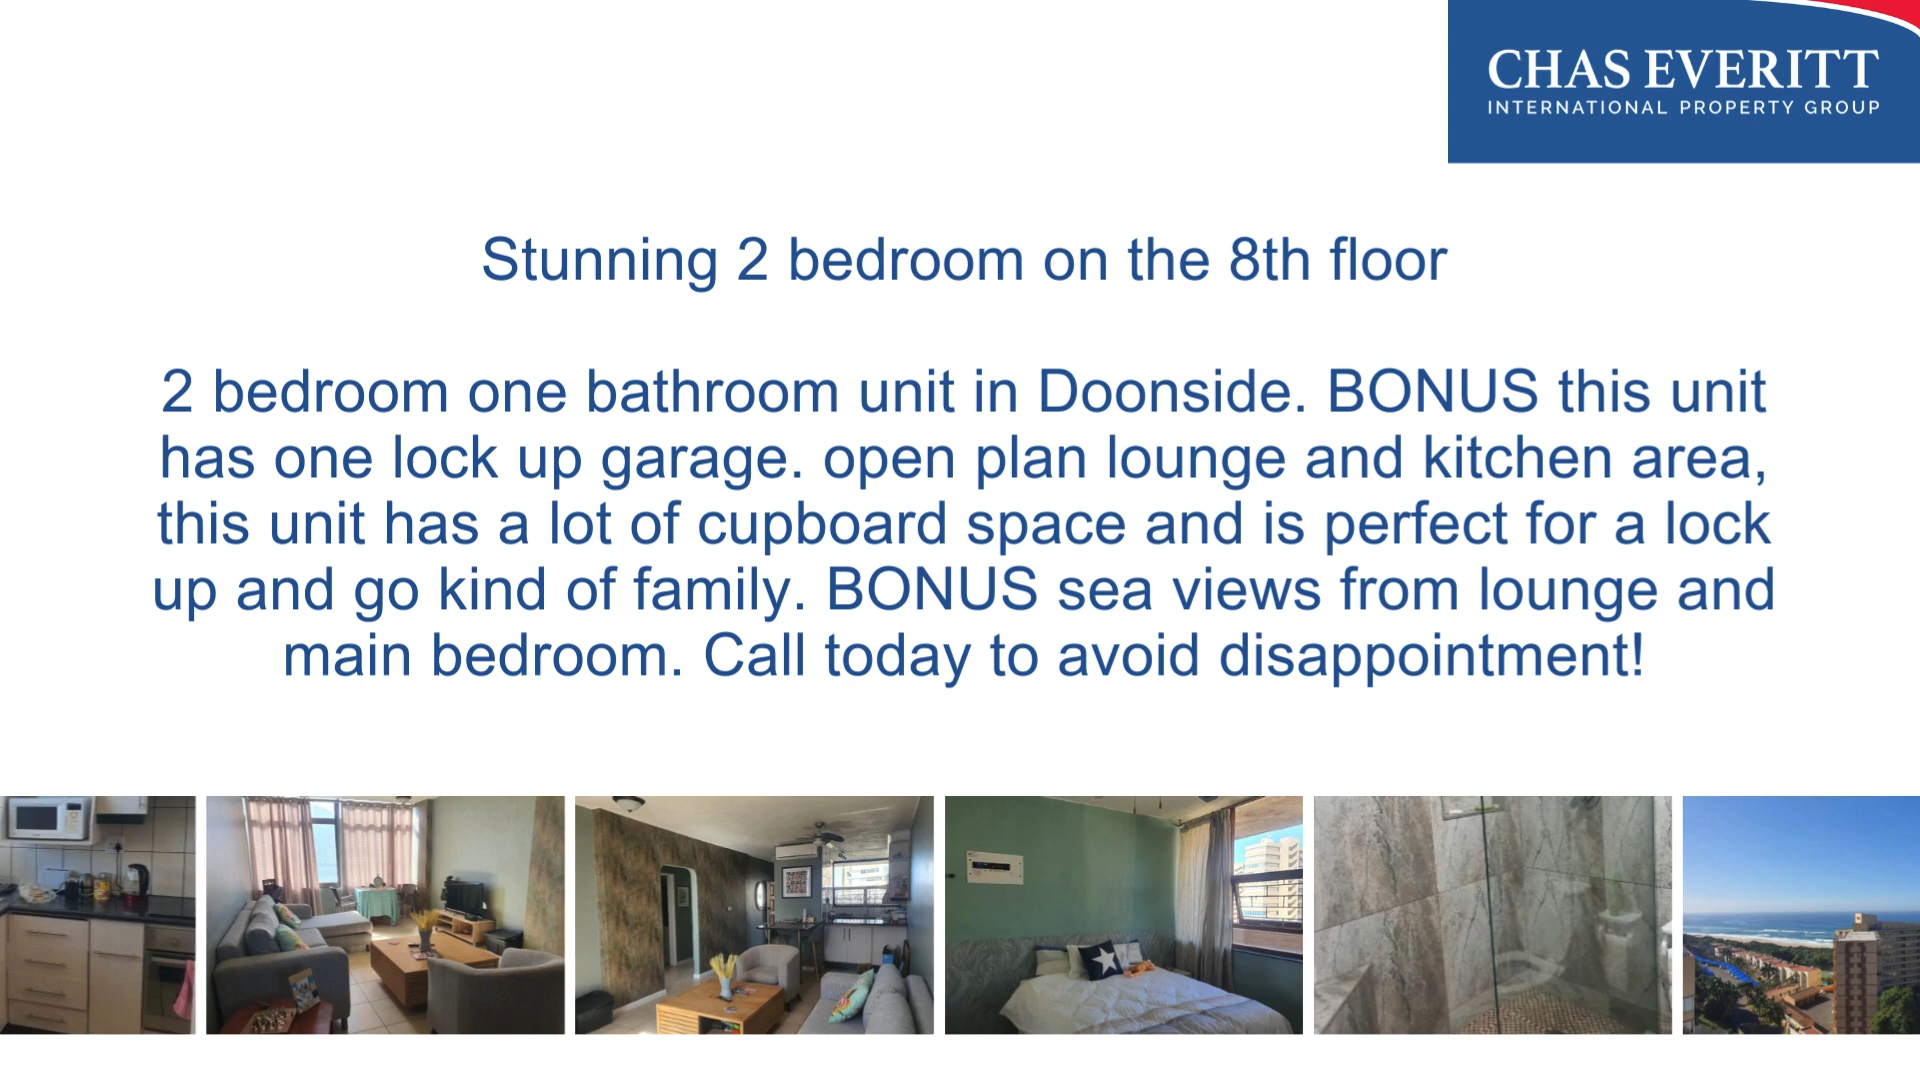 CHAS EVERITT
INTERNATIONAL PROPERTY GROUP
Stunning 2 bedroom on the 8th floor
2 bedroom one bathroom unit in Doonside. BONUS this unit
has one lock up garage. open plan lounge and kitchen area,
this unit has a lot of cupboard space and is perfect for a lock
up and go kind of family. BONUS sea views from lounge and
main bedroom. Call today to avoid disappointment!